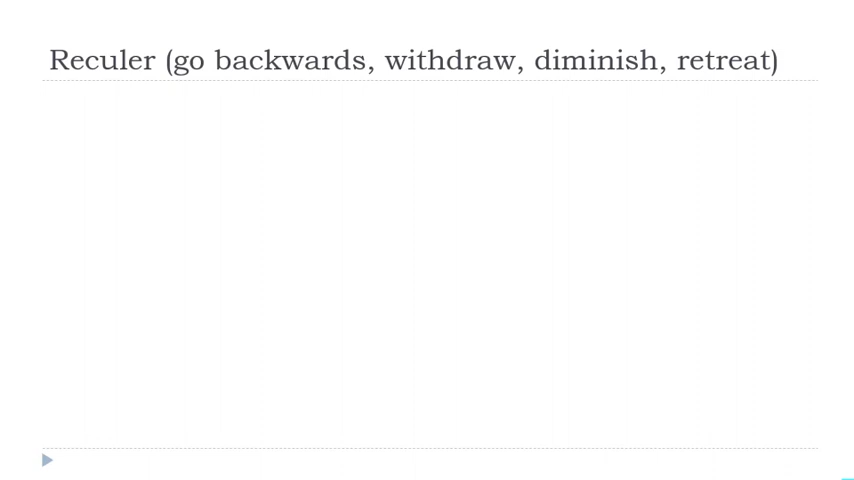 Reculer (go backwards, withdraw, diminish, retreat)